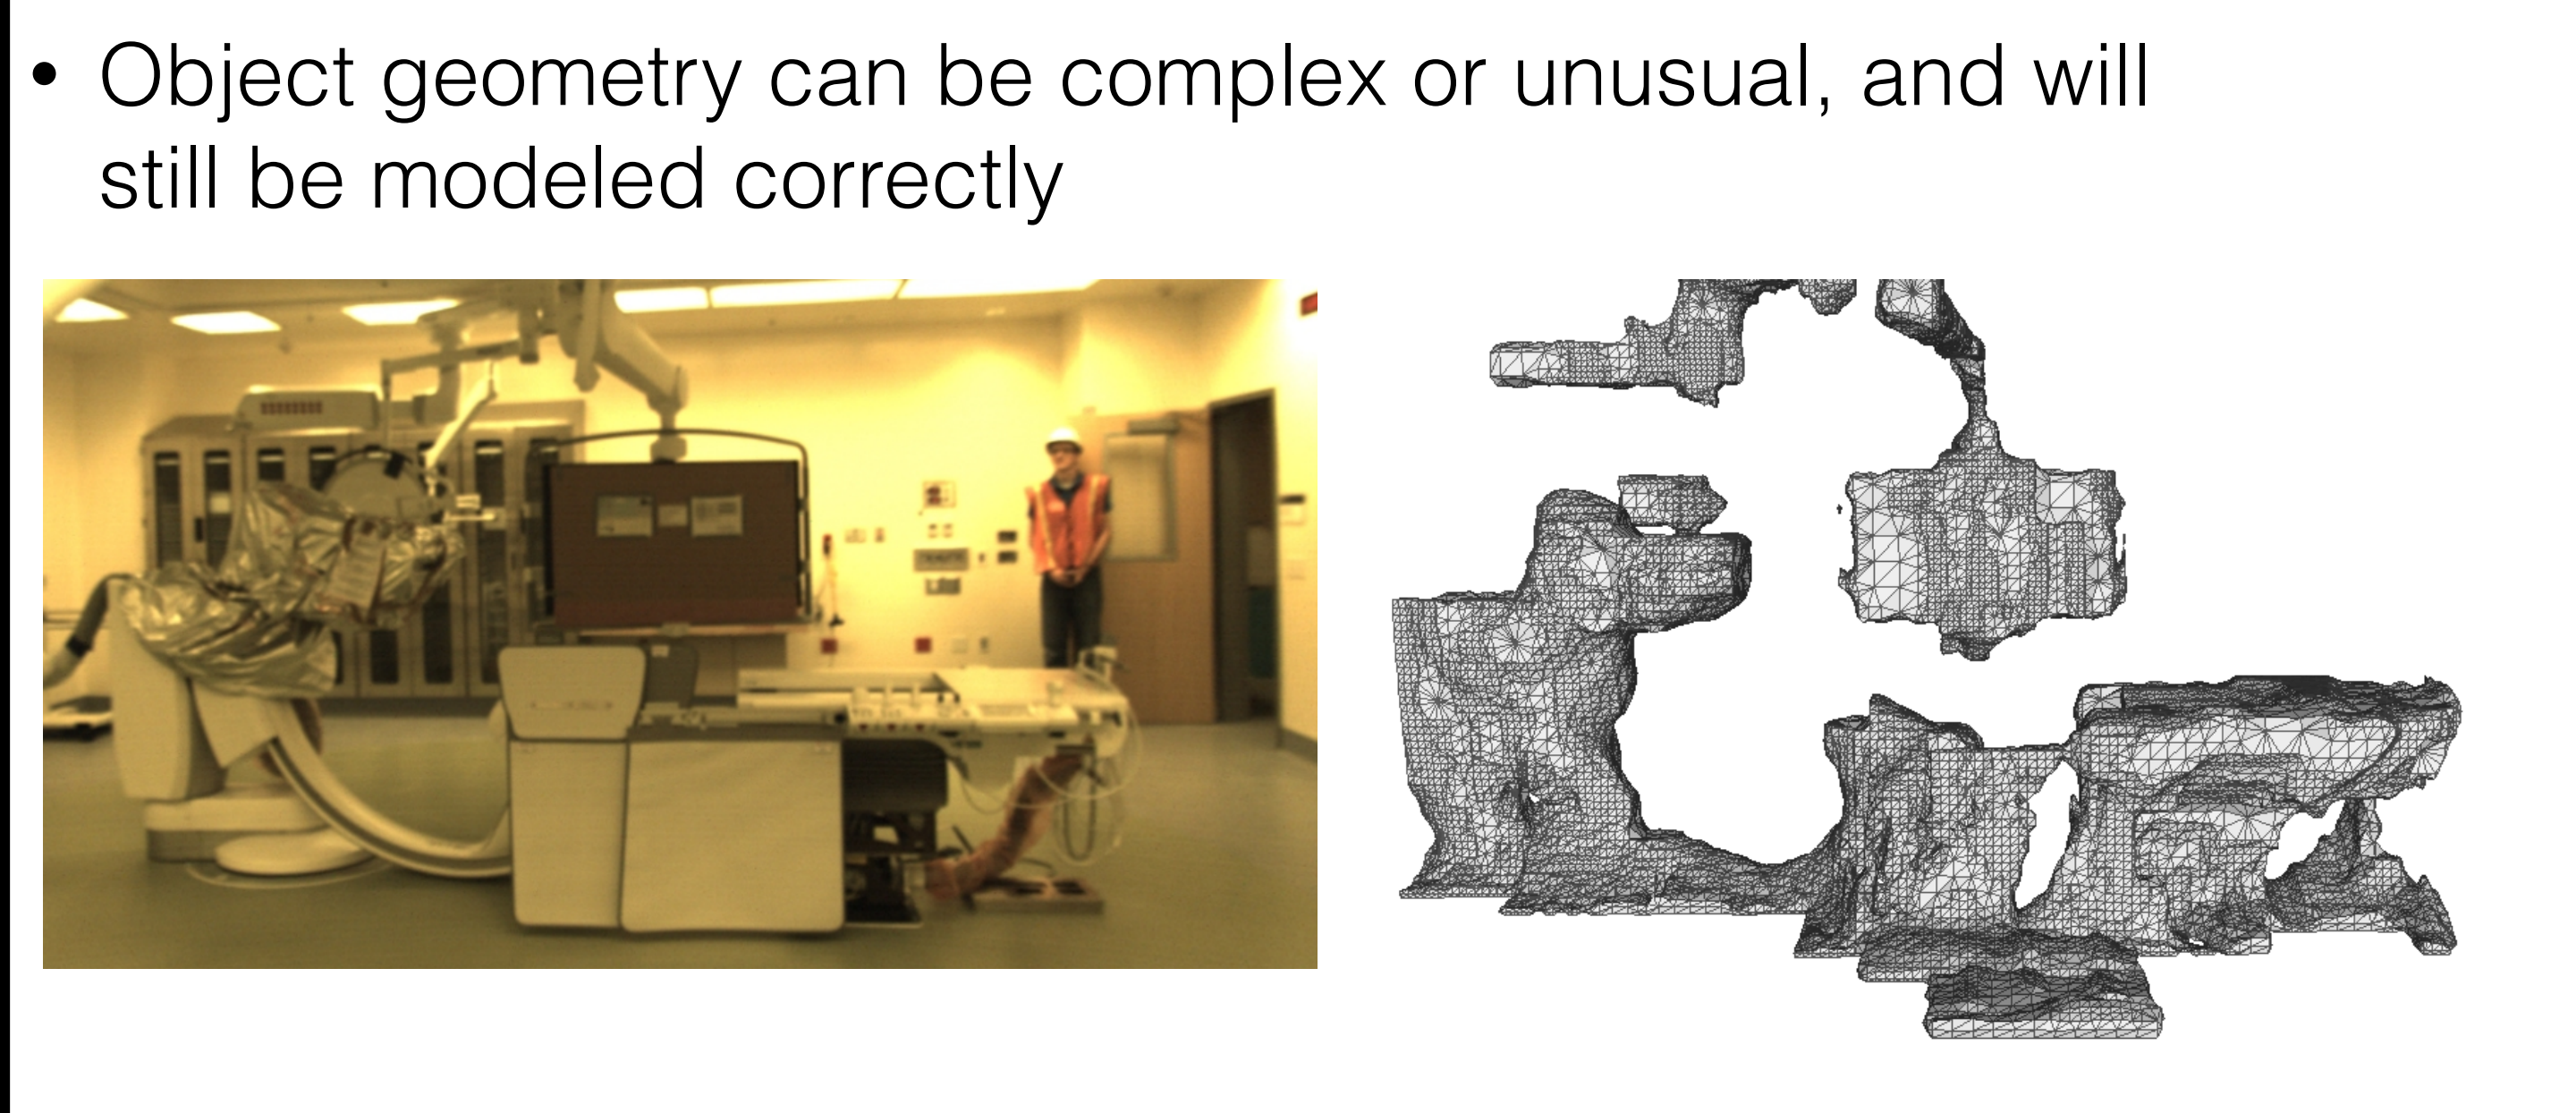 • Object geometry can be complex or unusual, and will
still be modeled correctly